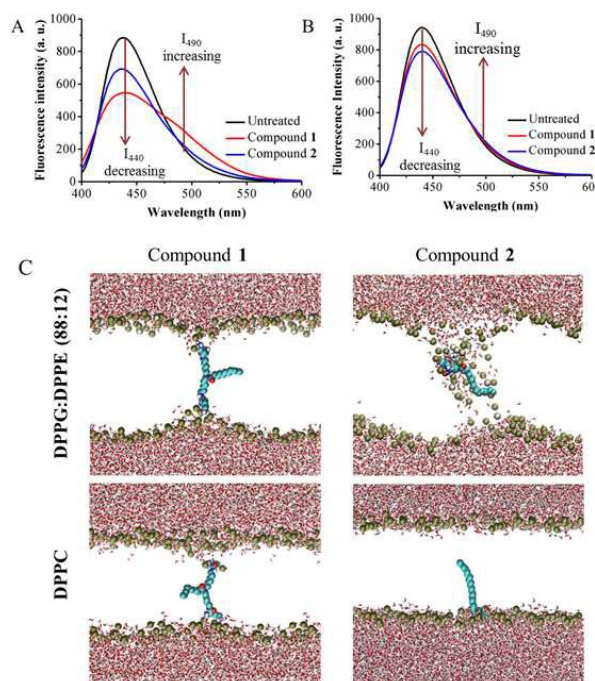 A
Fluorescence intensity (a. u.)
1000
800
600
400
200
0
I490
increasing
Untreated
Compound 1
Compound 2
I440
decreasing
400 450 500 550 600
Wavelength (nm)
B
Fluorescence Intensity (a. u.)
1000
800
600
400
200
0
I490
increasing
Untreated
Compound 1
Compound 2
I440
decreasing
400 450 500 550 600
Wavelength (nm)
C
Compound 1 Compound 2
DPPG:DPPE (88:12)
DPPC